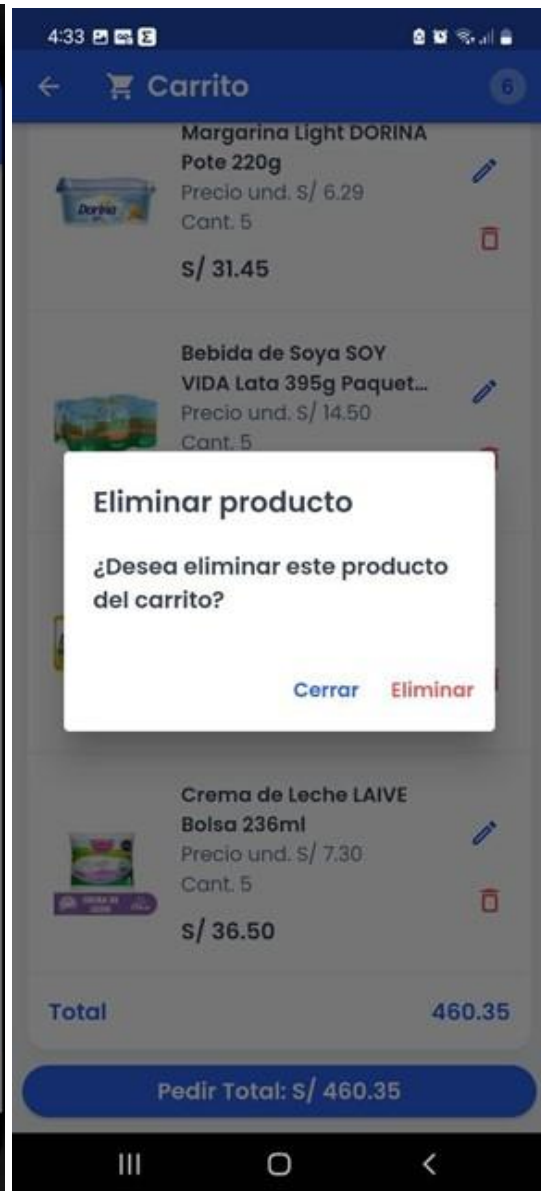 4:33
Carrito
6
Margarina Light DORINA
Pote 220g
Precio und. S/ 6.29
Cant. 5
S/ 31.45
Dorina
Bebida de Soya SOY
VIDA Lata 395g Paquet...
Precio und. S/ 14.50
Cant. 5
Eliminar producto
¿Desea eliminar este producto
del carrito?
Cerrar Eliminar
Crema de Leche LAIVE
Bolsa 236ml
Precio und. S/ 7.30
Cant. 5
S/ 36.50
Total 460.35
Pedir Total: S/ 460.35